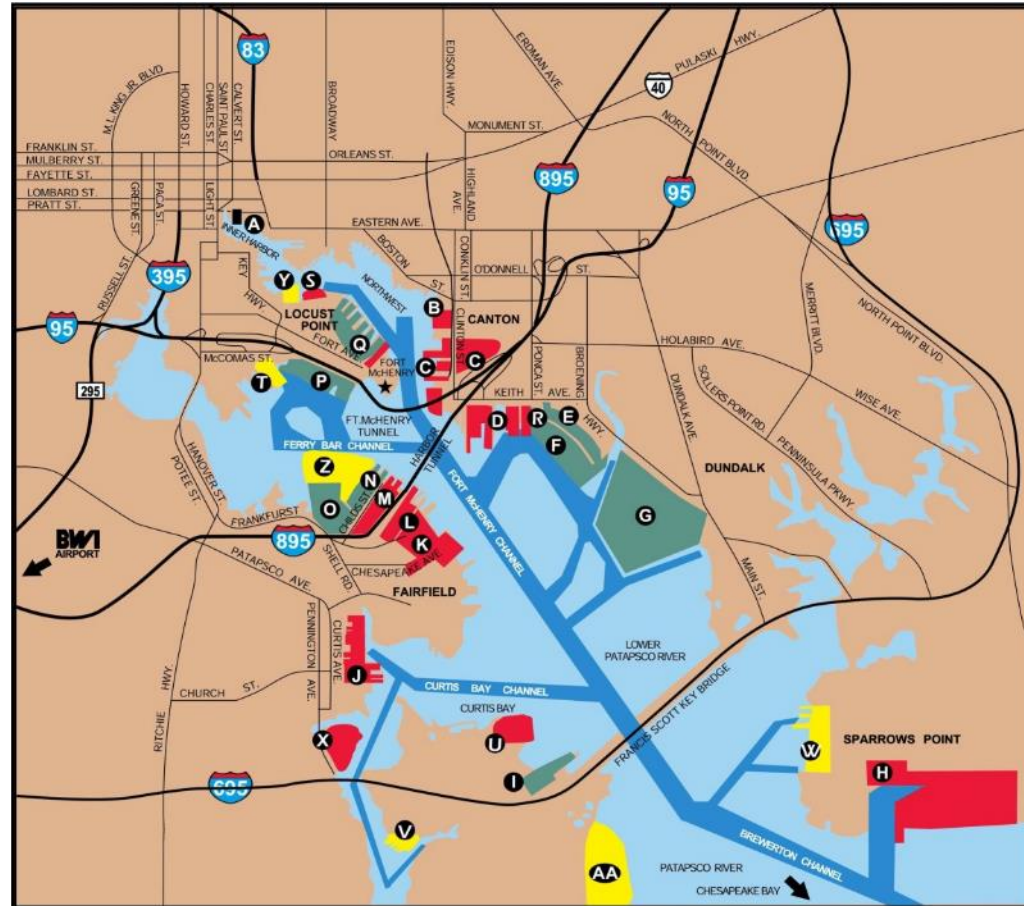 83
M.L KING JR. BLVD
HOWARD ST.
CHARLES ST.
SAINT PAUL ST.
CALVERT ST.
BROADWAY
EDISON HWY.
ERDMAN AVE.
PULASKI HWY.
40
MONUMENT ST.
NORTH POINT BLVD.
FRANKLIN ST.
MULBERRY ST.
FAYETTE ST.
ORLEANS ST.
895
95
LOMBARD ST.
PRATT ST.
GREENE ST.
PACA ST.
LIGHT ST.
HIGHLAND AVE.
A
INNER HARBOR
EASTERN AVE.
695
BOSTON ST
CONKLIN ST.
O'DONNELL ST.
RUSSELL ST.
395
KEY HWY.
Y
S
NORTHWEST
MERRITT BLVD.
NORTH POINT BLVD.
95
LOCUST POINT
B
CANTON
CLINTON ST.
FORT AVE.
Q
C
C
HOLABIRD AVE.
McCOMAS ST.
FORT McHENRY
PONCA ST.
BROENING HWY.
T
P
295
KEITH AVE.
DUNDALK AVE.
SOLLERS POINT RD.
WISE AVE.
FT.McHENRY TUNNEL
D
R
E
F
FERRY BAR CHANNEL
HARBOR TUNNEL
PENNINSULA PKWY.
HANOVER ST.
POTEE ST.
Z
N
DUNDALK
FORT McHENRY CHANNEL
O
CHILDS ST.
M
FRANKFURST
L
G
BWI
AIRPORT
895
K
PATAPSCO AVE.
SHELL RD.
CHESAPEAKE AVE
MAIN ST.
FAIRFIELD
PENNINGTON AVE.
CURTIS AVE.
LOWER
PATAPSCO RIVER
J
RITCHIE HWY.
CHURCH ST.
CURTIS BAY CHANNEL
CURTIS BAY
FRANCIS SCOTT KEY BRIDGE
X
U
W
SPARROWS POINT
I
H
695
V
BREWERTON CHANNEL
AA
PATAPSCO RIVER
CHESAPEAKE BAY